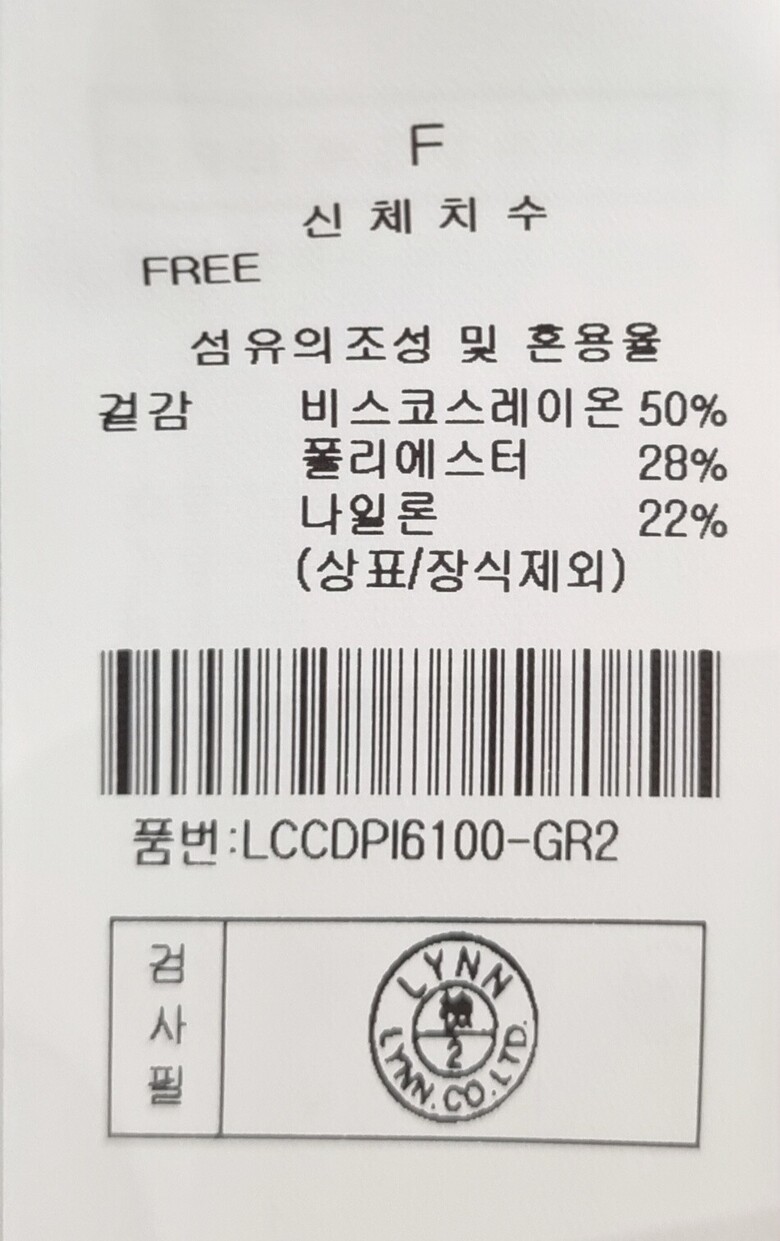 F
신체치수
FREE
섬유의조성 및 혼용율
겉감 비스코스레이온 50%
폴리에스터 28%
나일론 22%
(상표/장식제외)
품번:LCCDPI6100-GR2
검사필
LYNN
2
LYNN.CO.LTD.